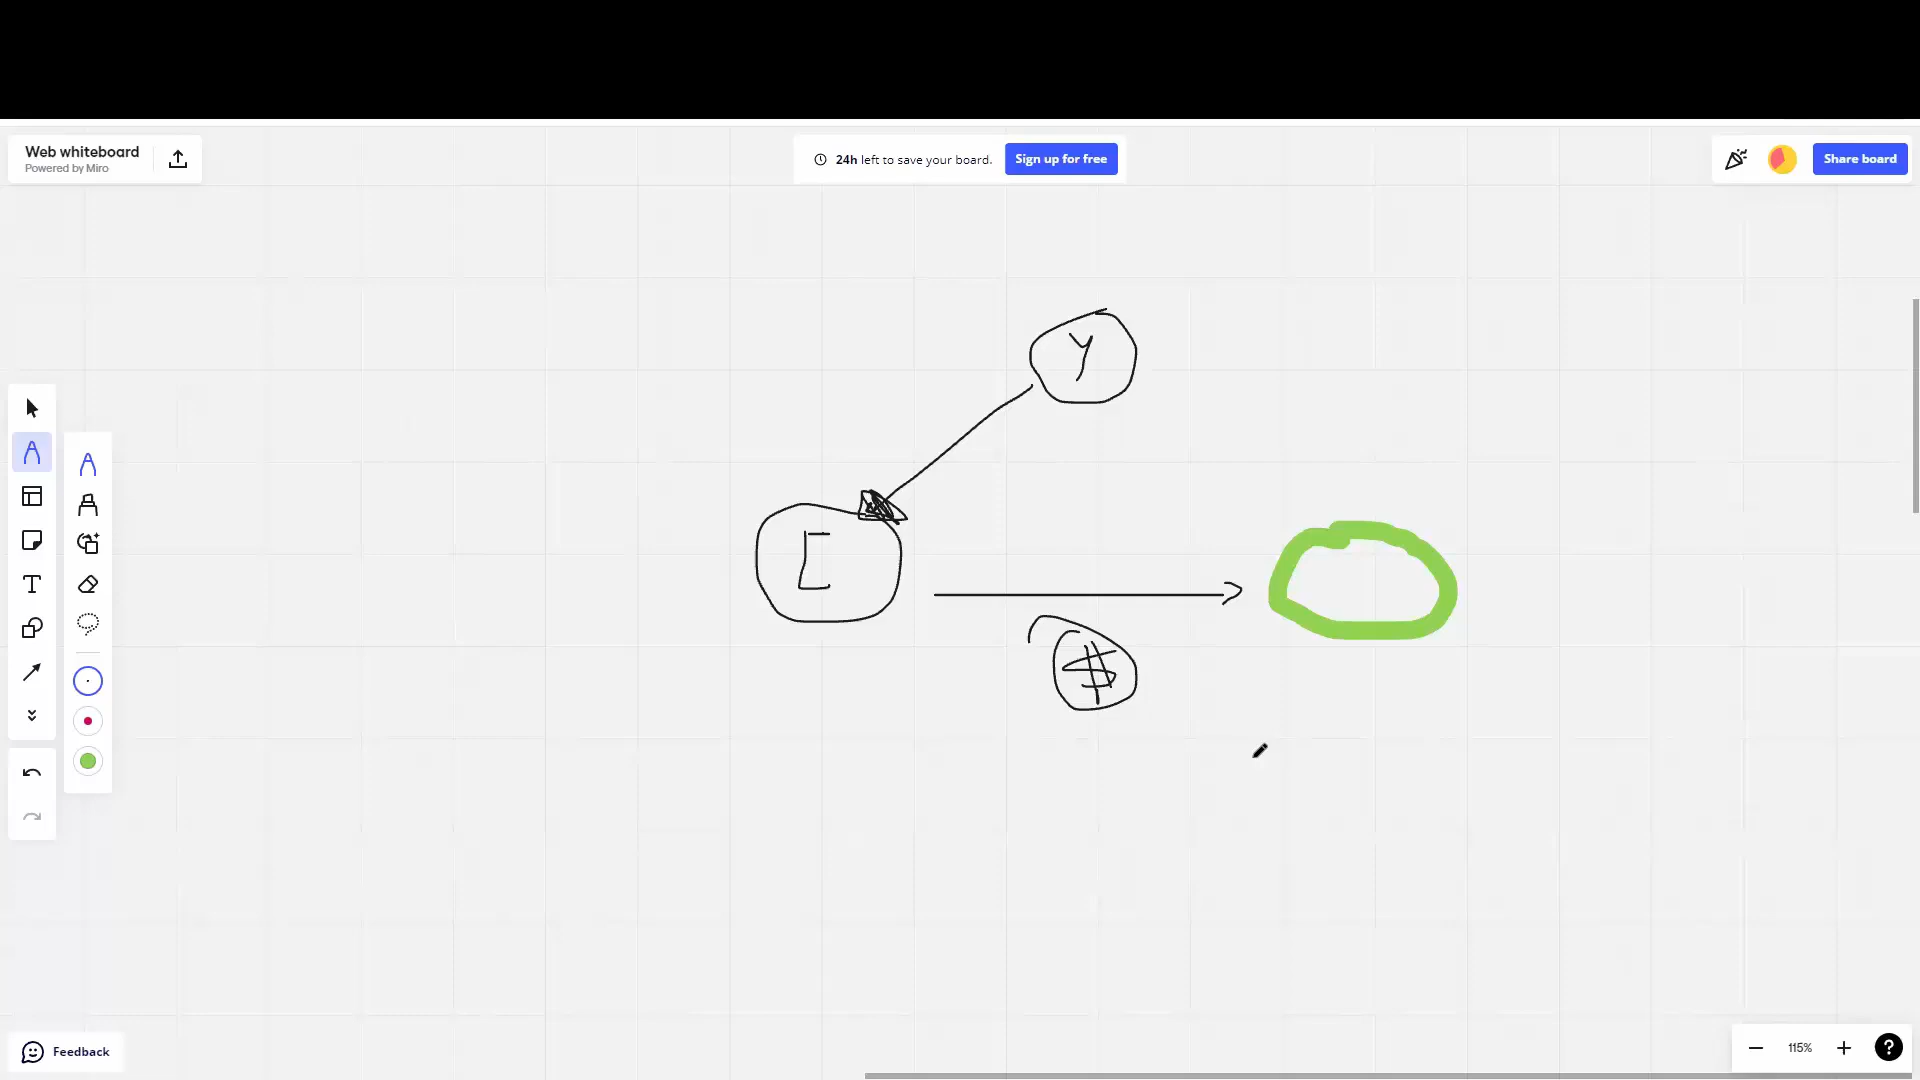 Web whiteboard
Powered by Miro
24h left to save your board.
Sign up for free
Share board
Y
E
$
Feedback
115%
?